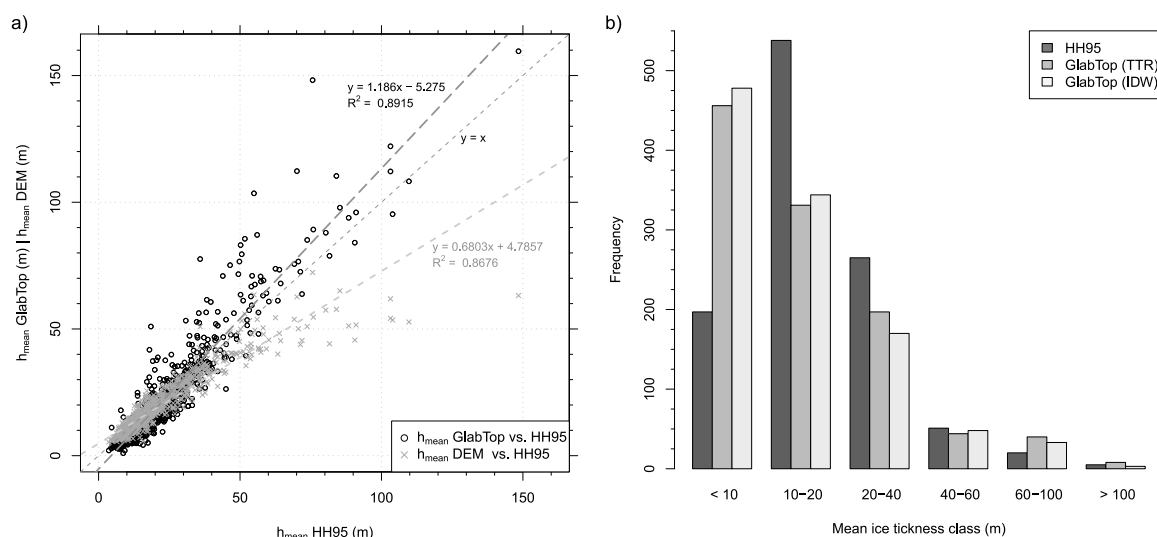 a)
150
100
50
0
h_mean GlabTop (m) | h_mean DEM (m)
y = 1.186x − 5.275
R² = 0.8915
y = x
y = 0.6803x + 4.7857
R² = 0.8676
h_mean GlabTop vs. HH95
h_mean DEM vs. HH95
0 50 100 150
h_mean HH95 (m)
b)
HH95
GlabTop (TTR)
GlabTop (IDW)
500
400
300
200
100
0
Frequency
< 10 10−20 20−40 40−60 60−100 > 100
Mean ice tickness class (m)